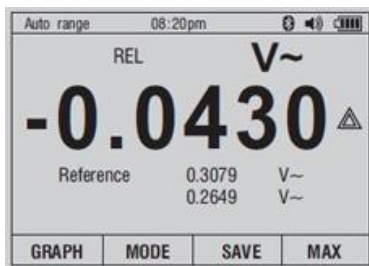 Auto range 08:20pm
REL V~
-0.0430
Reference 0.3079 V~
0.2649 V~
GRAPH MODE SAVE MAX